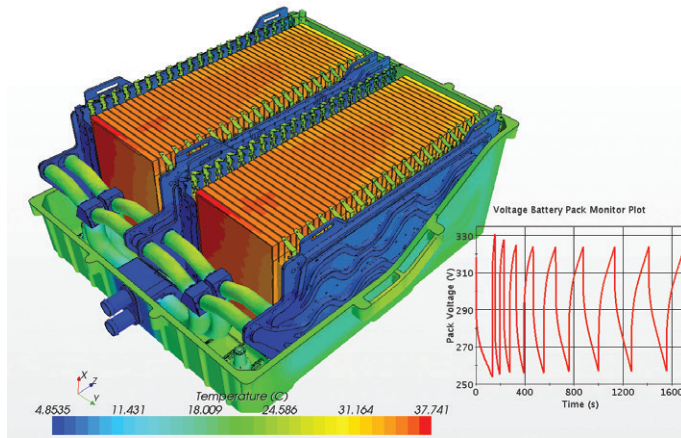 Voltage Battery Pack Monitor Plot
330
310
290
270
250
Pack Voltage (V)
0 400 800 1200 1600
Time (s)
X
Z
Y
Temperature (C)
4.8535 11.431 18.009 24.586 31.164 37.741